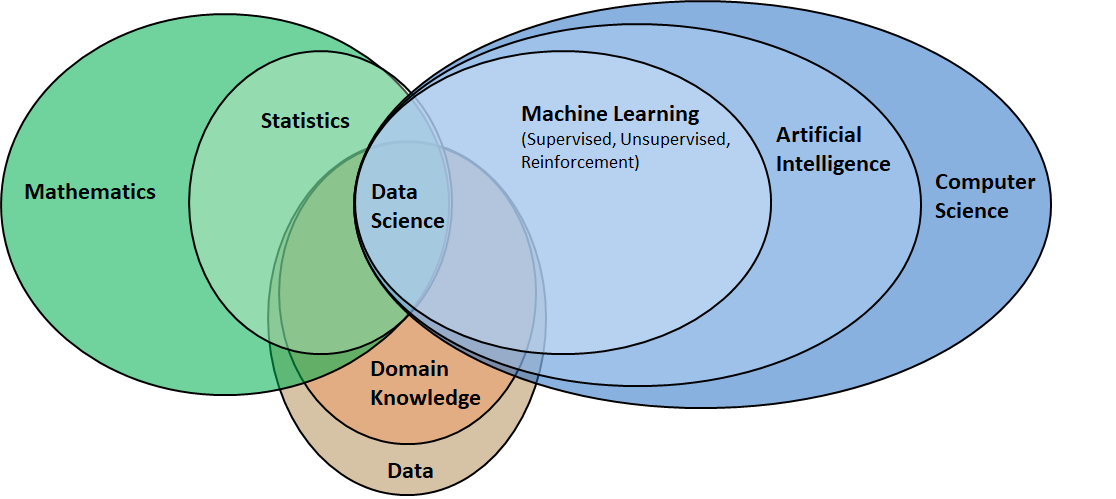 Statistics
Mathematics
Data
Science
Machine Learning
(Supervised, Unsupervised,
Reinforcement)
Artificial
Intelligence
Computer
Science
Domain
Knowledge
Data